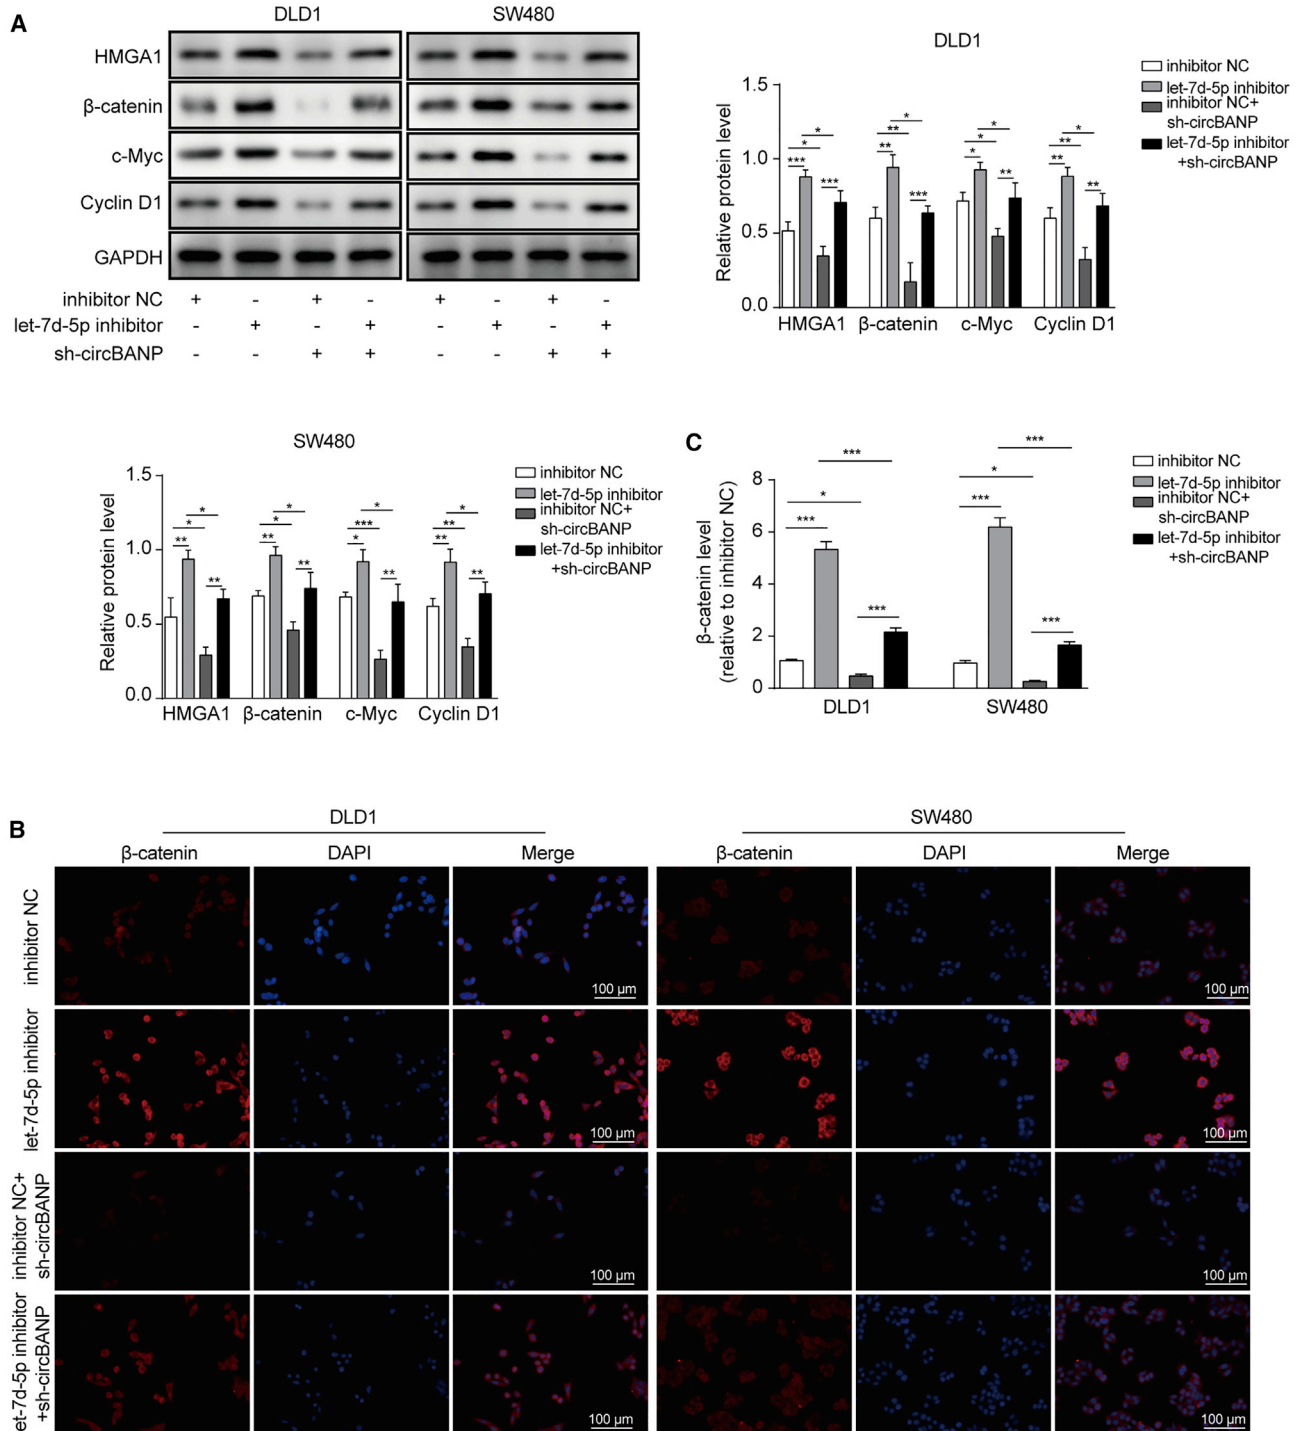 A
DLD1 SW480
HMGA1
β-catenin
c-Myc
Cyclin D1
GAPDH
inhibitor NC + - + - + - + -
let-7d-5p inhibitor - + - + - + - +
sh-circBANP - - + + - - + +
DLD1
Relative protein level
1.5
1.0
0.5
0.0
*** * *** *
** ** *** *
* * ** *
** ** ** *
HMGA1 β-catenin c-Myc Cyclin D1
inhibitor NC
let-7d-5p inhibitor
inhibitor NC+
sh-circBANP
let-7d-5p inhibitor
+sh-circBANP
SW480
Relative protein level
1.5
1.0
0.5
0.0
** * ** *
** * ** *
* *** ** *
** ** ** *
HMGA1 β-catenin c-Myc Cyclin D1
inhibitor NC
let-7d-5p inhibitor
inhibitor NC+
sh-circBANP
let-7d-5p inhibitor
+sh-circBANP
C
β-catenin level
(relative to inhibitor NC)
8
6
4
2
0
*** * *** ***
*** * *** ***
DLD1 SW480
inhibitor NC
let-7d-5p inhibitor
inhibitor NC+
sh-circBANP
let-7d-5p inhibitor
+sh-circBANP
B
DLD1 SW480
β-catenin DAPI Merge β-catenin DAPI Merge
inhibitor NC
100 μm 100 μm
let-7d-5p inhibitor
100 μm 100 μm
inhibitor NC+
sh-circBANP
100 μm 100 μm
et-7d-5p inhibitor
+sh-circBANP
100 μm 100 μm